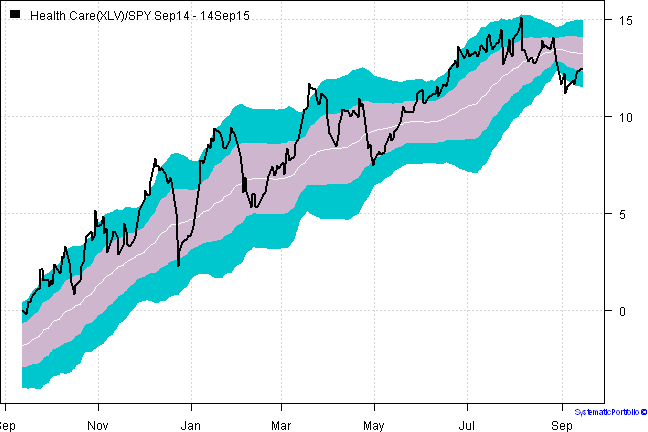 Health Care(XLV)/SPY Sep14 - 14Sep15
15
10
5
0
Sep Nov Jan Mar May Jul Sep
SystematicPortfolio ©